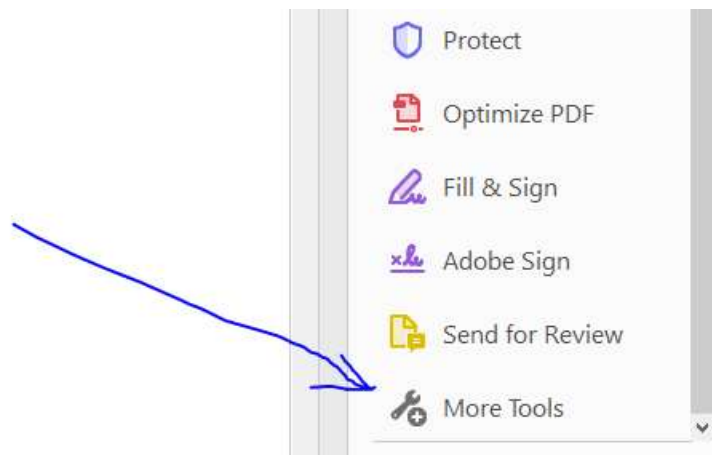 Protect
Optimize PDF
Fill & Sign
Adobe Sign
Send for Review
More Tools